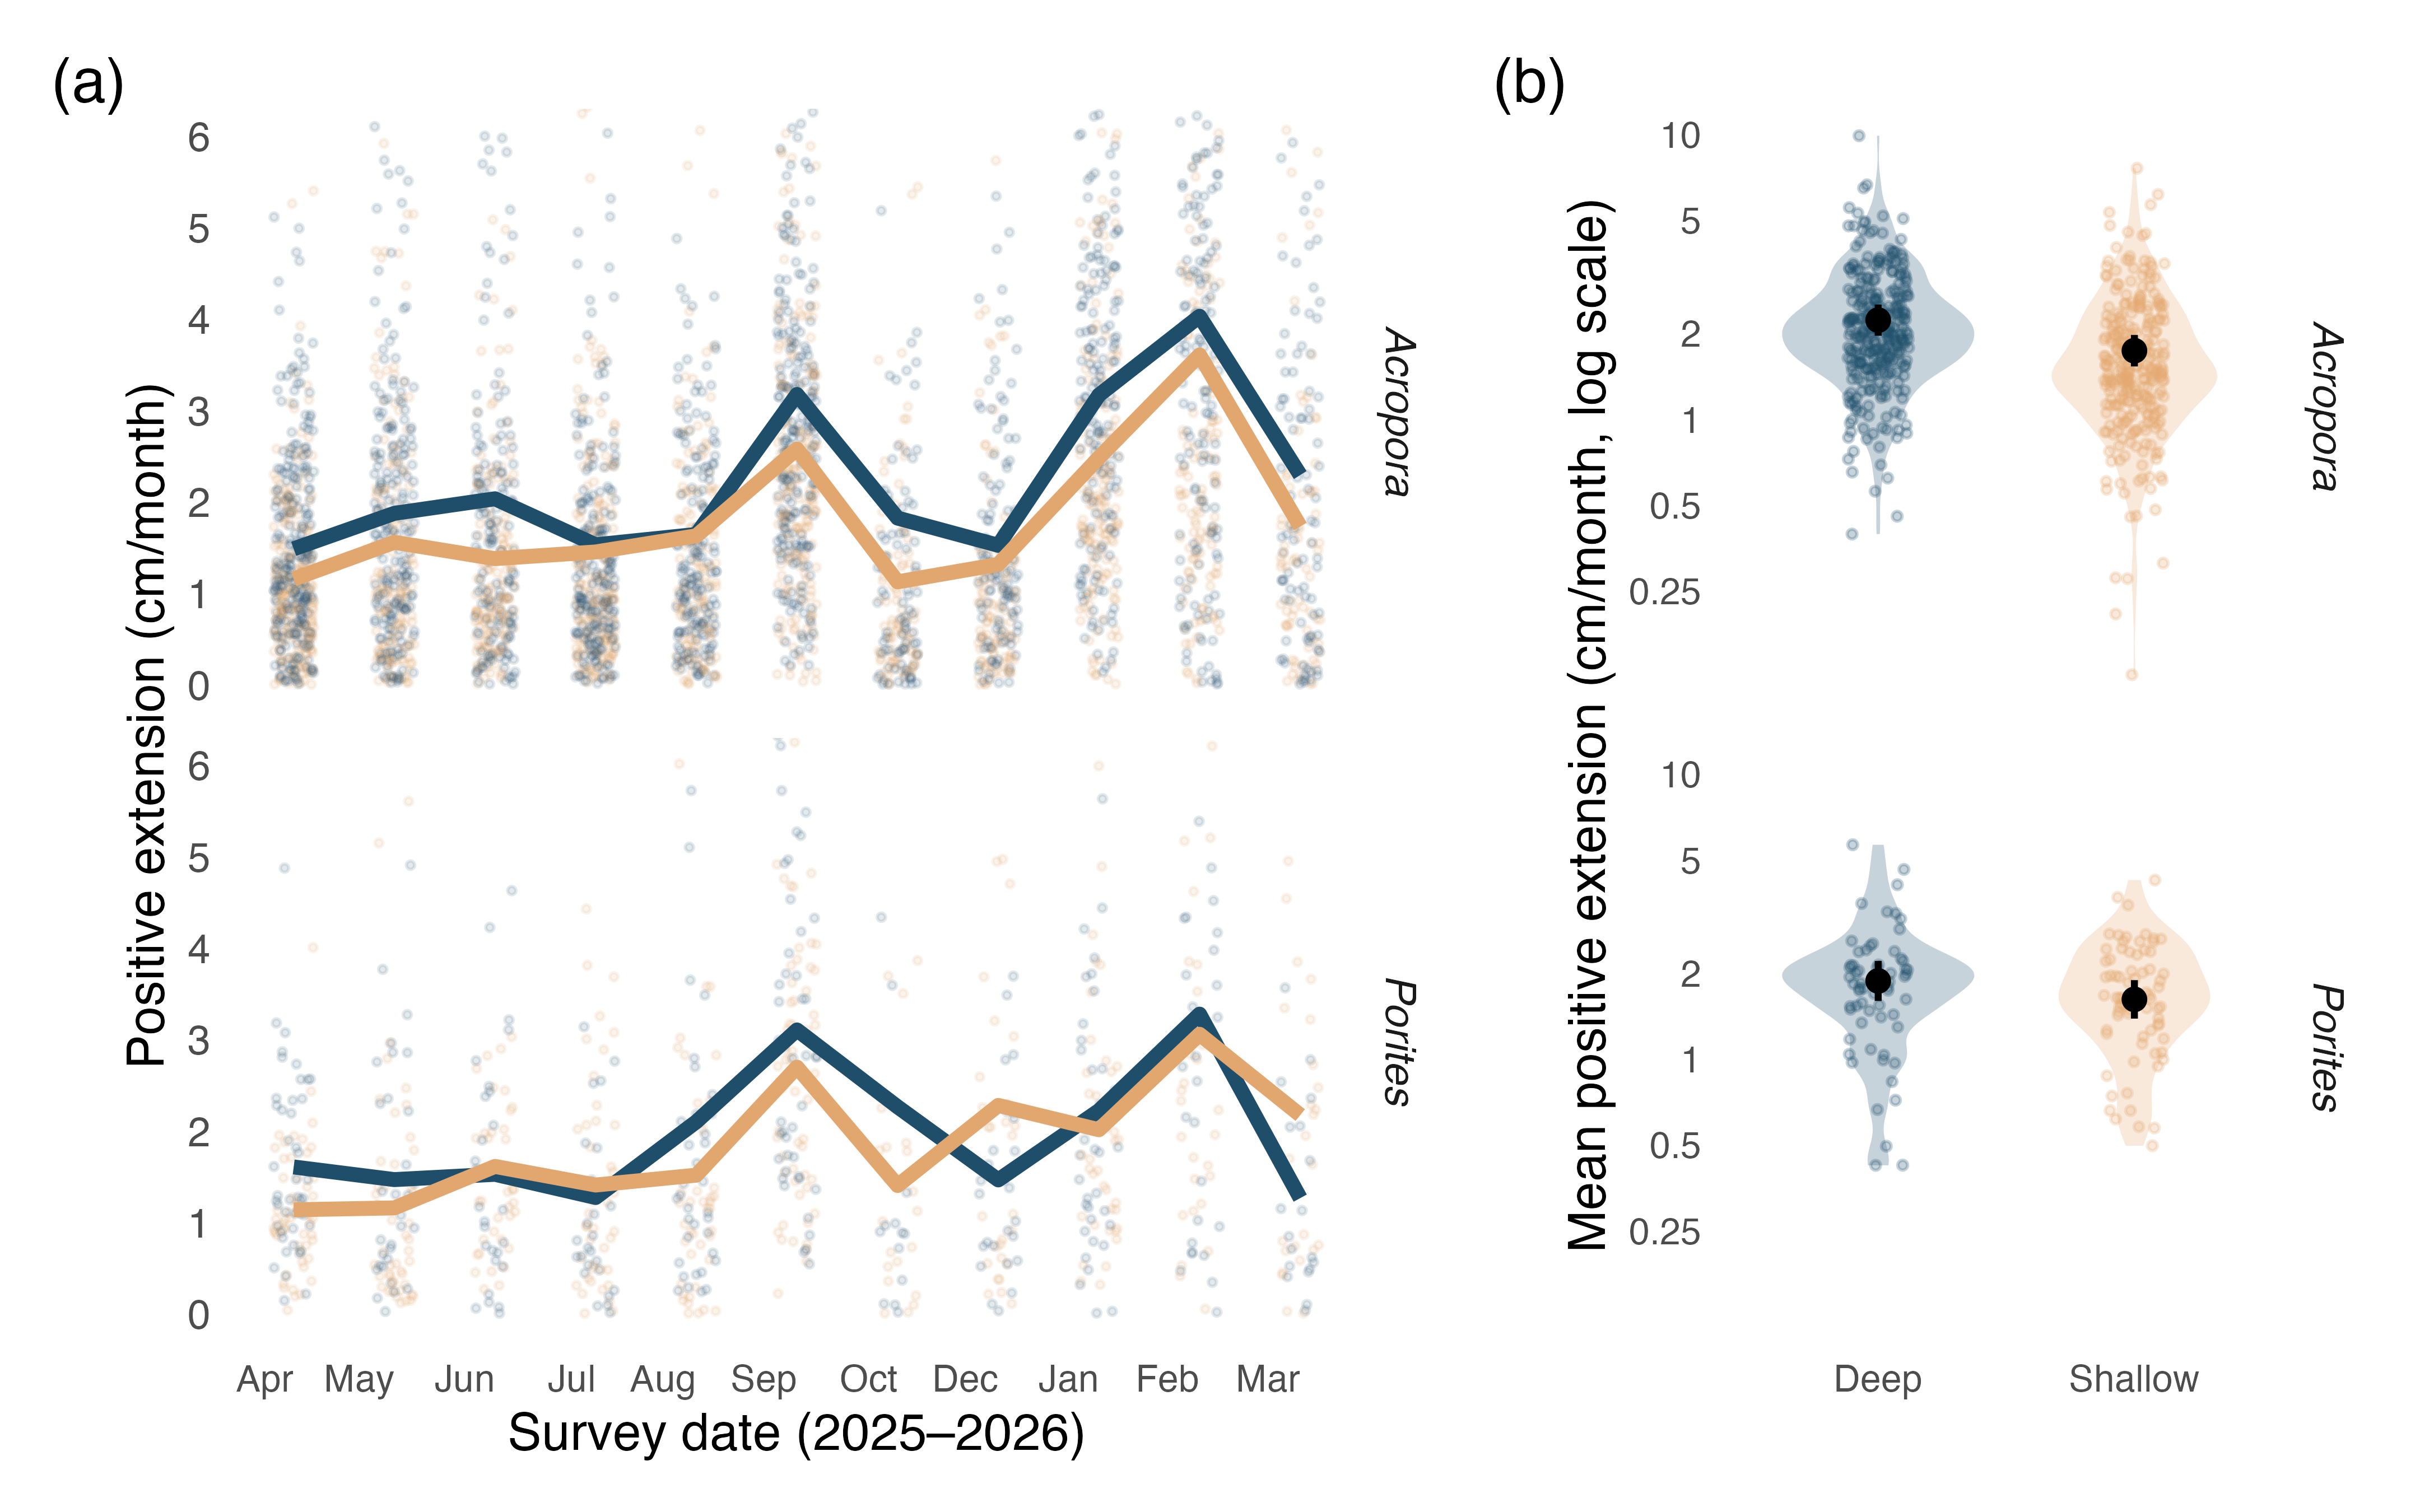 (a)
Positive extension (cm/month)
6
5
4
3
2
1
0
Acropora
6
5
4
3
2
1
0
Porites
Apr May Jun Jul Aug Sep Oct Dec Jan Feb Mar
Survey date (2025–2026)
(b)
Mean positive extension (cm/month, log scale)
10
5
2
1
0.5
0.25
Acropora
10
5
2
1
0.5
0.25
Porites
Deep Shallow